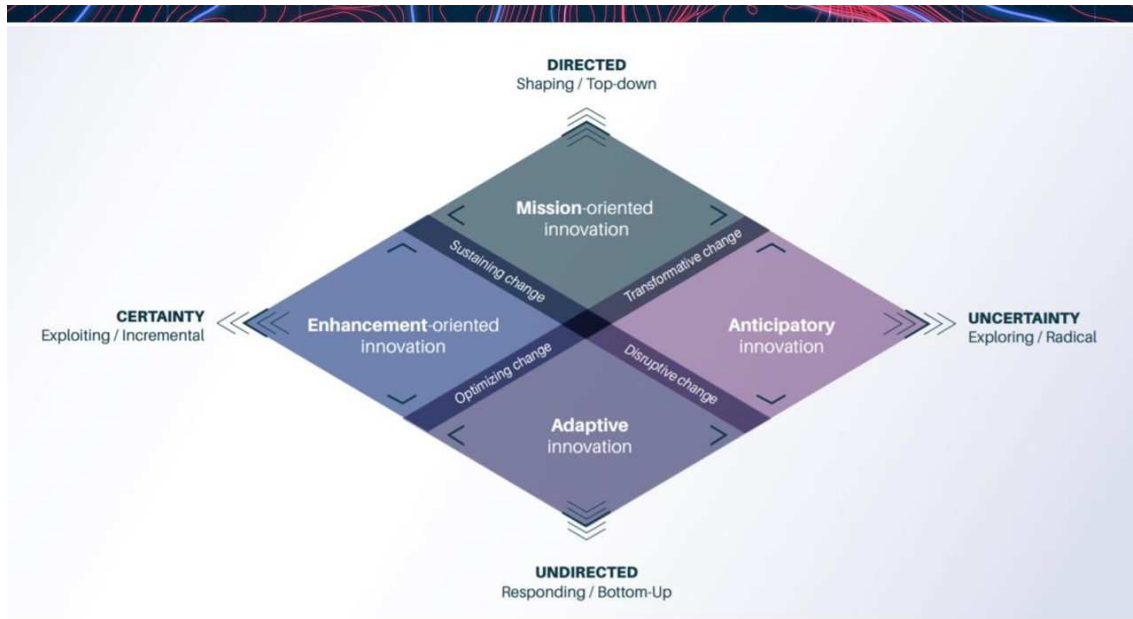 DIRECTED
Shaping / Top-down
Mission-oriented
innovation
Sustaining change
Transformative change
CERTAINTY
Exploiting / Incremental
Enhancement-oriented
innovation
Anticipatory
innovation
UNCERTAINTY
Exploring / Radical
Optimizing change
Disruptive change
Adaptive
innovation
UNDIRECTED
Responding / Bottom-Up